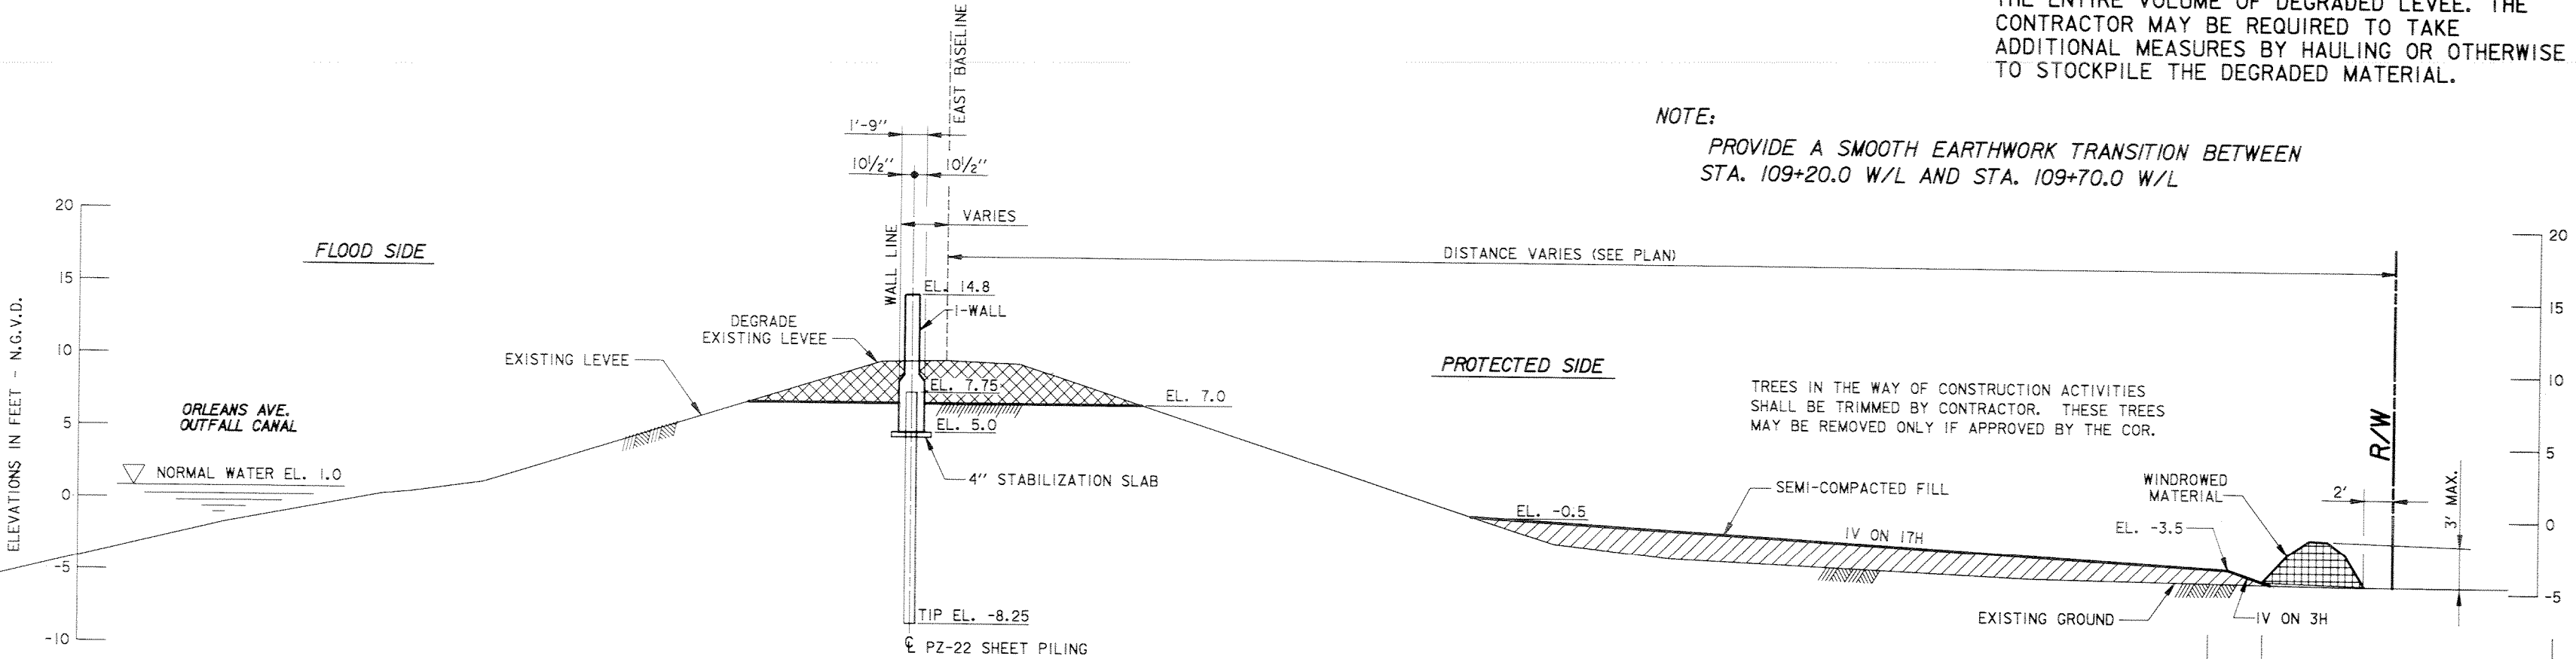 THE ENTIRE VOLUME OF DEGRADED LEVEE. THE
CONTRACTOR MAY BE REQUIRED TO TAKE
ADDITIONAL MEASURES BY HAULING OR OTHERWISE
TO STOCKPILE THE DEGRADED MATERIAL.
NOTE:
PROVIDE A SMOOTH EARTHWORK TRANSITION BETWEEN
STA. 109+20.0 W/L AND STA. 109+70.0 W/L
EAST BASELINE
1'-9"
10 1/2" 10 1/2"
VARIES
WALL LINE
DISTANCE VARIES (SEE PLAN)
FLOOD SIDE
PROTECTED SIDE
ELEVATIONS IN FEET - N.G.V.D.
20
15
10
5
0
-5
-10
EL. 14.8
I-WALL
DEGRADE
EXISTING LEVEE
EXISTING LEVEE
ORLEANS AVE.
OUTFALL CANAL
NORMAL WATER EL. 1.0
EL. 7.75
EL. 7.0
EL. 5.0
4" STABILIZATION SLAB
TIP EL. -8.25
℄ PZ-22 SHEET PILING
TREES IN THE WAY OF CONSTRUCTION ACTIVITIES
SHALL BE TRIMMED BY CONTRACTOR. THESE TREES
MAY BE REMOVED ONLY IF APPROVED BY THE COR.
SEMI-COMPACTED FILL
EL. -0.5
1V ON 17H
WINDROWED
MATERIAL
EL. -3.5
2'
R/W
3' MAX.
EXISTING GROUND
1V ON 3H
20
15
10
5
0
-5